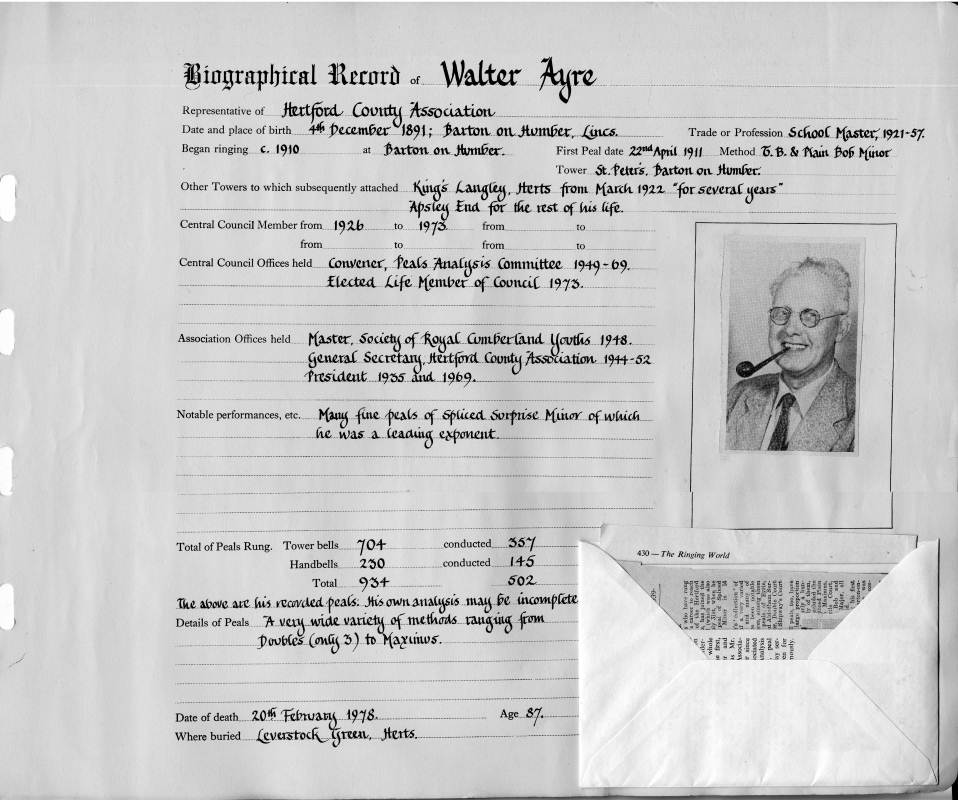 Biographical Record of Walter Ayre
Representative of Hertford County Association
Date and place of birth 4th December 1891; Barton on Humber, Lincs. Trade or Profession School Master, 1921-57.
Began ringing c. 1910 at Barton on Humber. First Peal date 22nd April 1911 Method T.B. & Plain Bob Minor
Tower St. Peter's, Barton on Humber.
Other Towers to which subsequently attached King's Langley, Herts from March 1922 "for several years"
Apsley End for the rest of his life.
Central Council Member from 1926 to 1973. from to
from to from to
Central Council Offices held Convener, Peals Analysis Committee 1949-69.
Elected Life Member of Council 1973.
Association Offices held Master, Society of Royal Cumberland Youths 1948.
General Secretary, Hertford County Association 1944-52
President 1935 and 1969.
Notable performances, etc. Many fine peals of Spliced Surprise Minor of which
he was a leading exponent.
Total of Peals Rung. Tower bells 704 conducted 357
Handbells 230 conducted 145
Total 934 502
The above are his recorded peals. His own analysis may be incomplete
Details of Peals A very wide variety of methods ranging from
Doubles (only 3) to Maximus.
Date of death 20th February 1978. Age 87.
Where buried Leverstock Green, Herts.
430 — The Ringing World